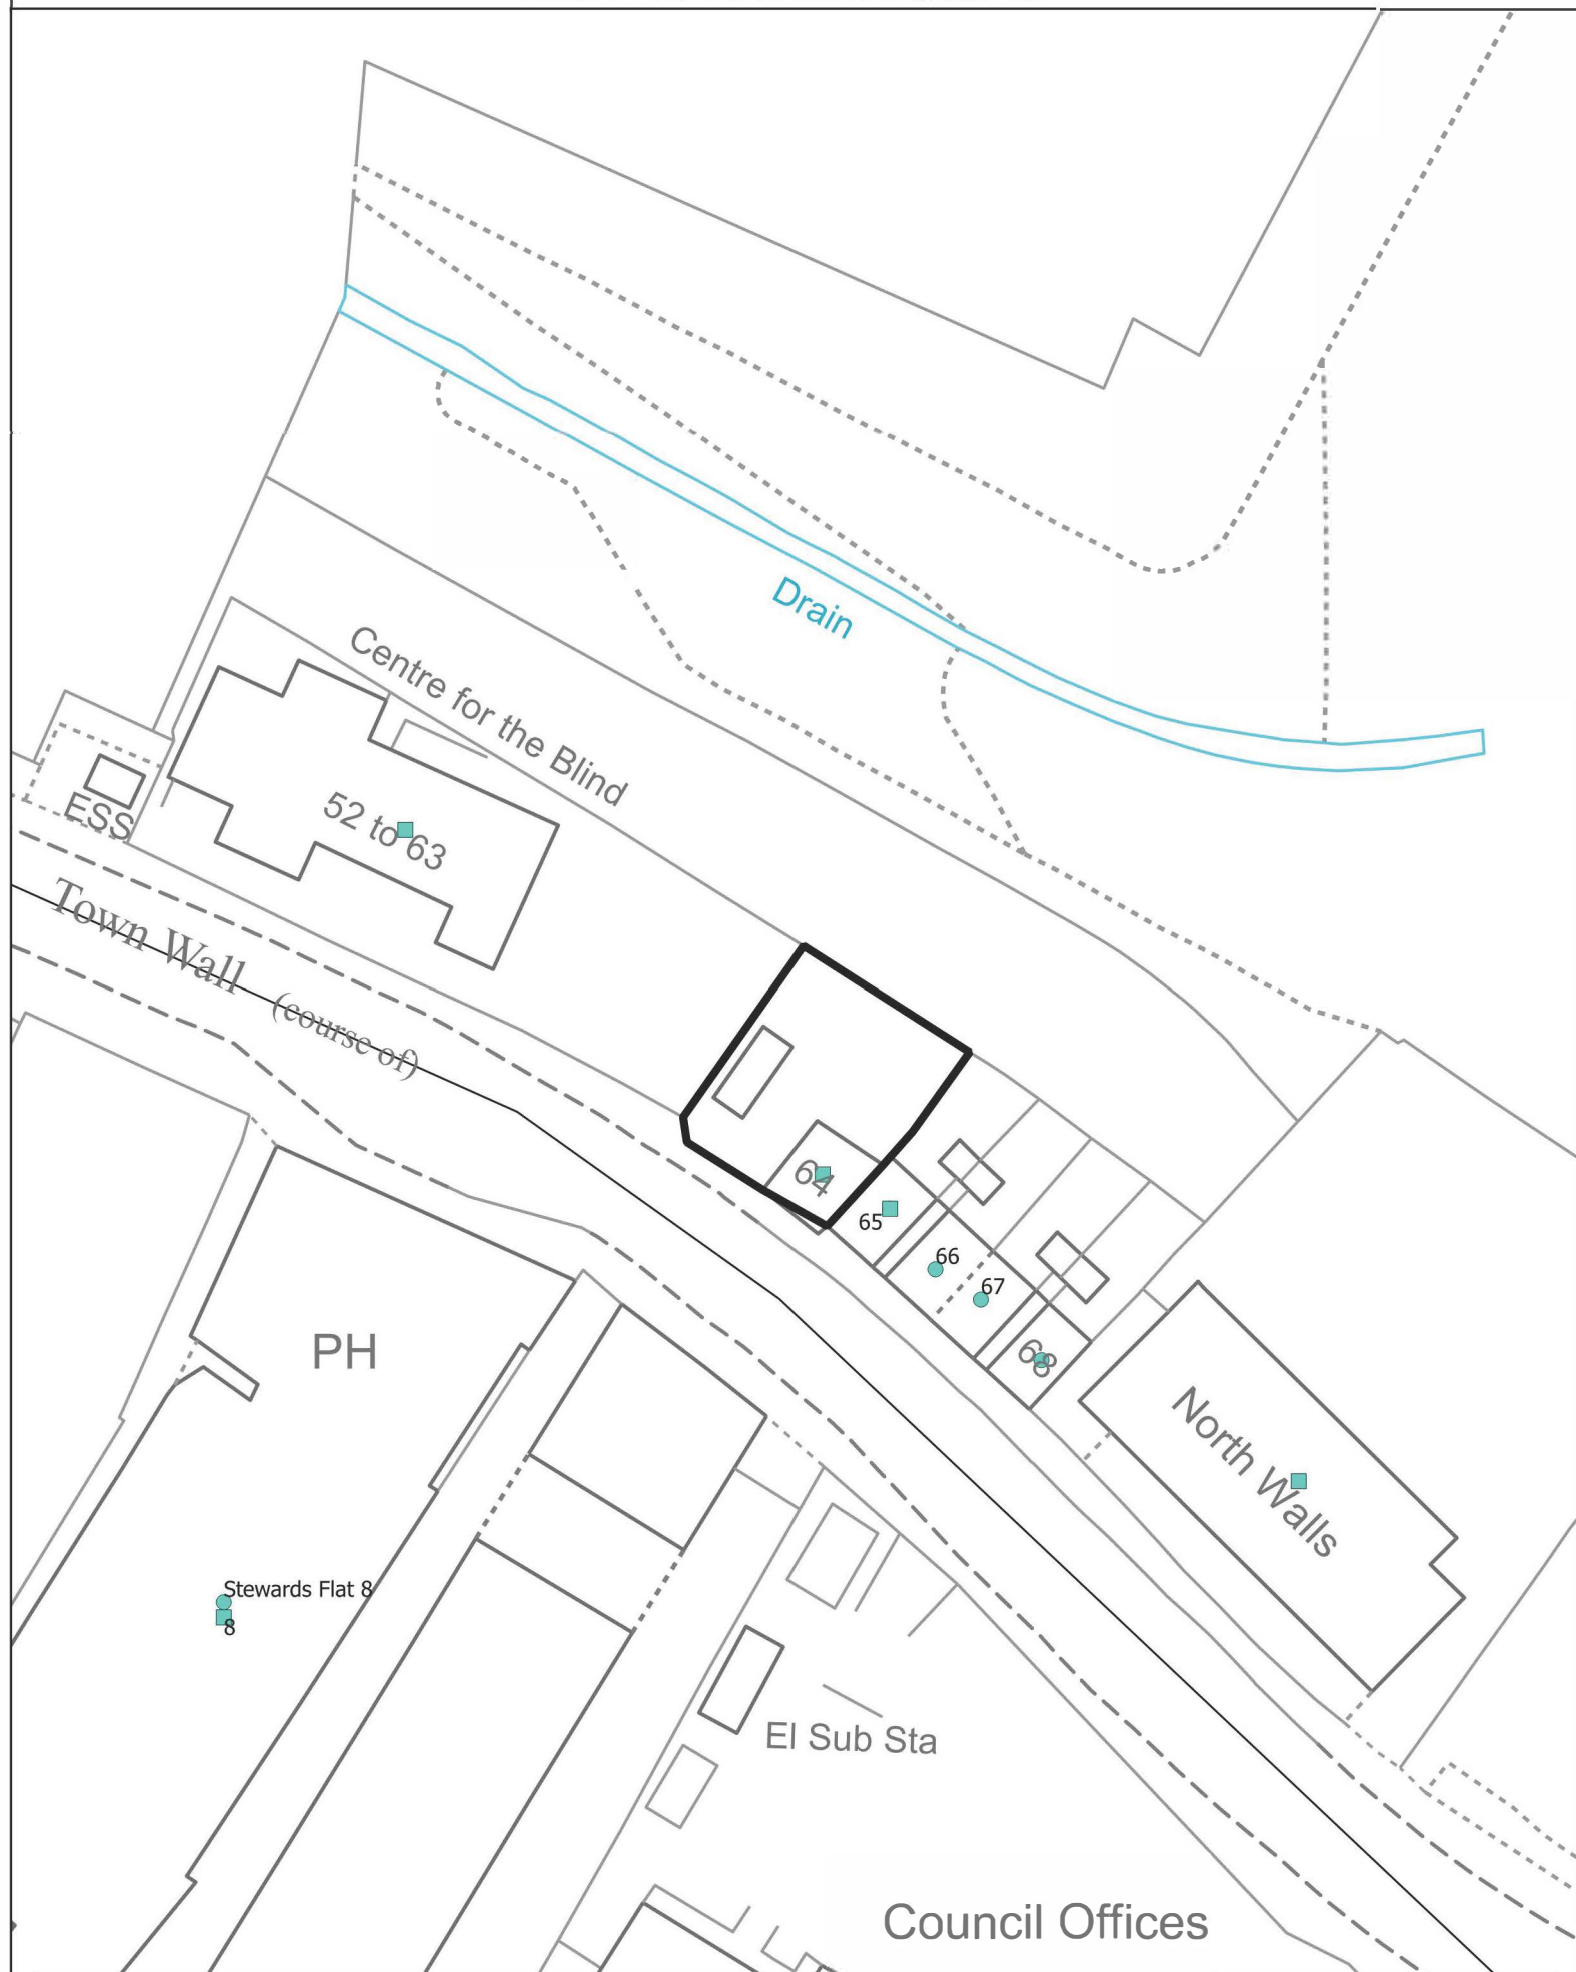 Drain
Centre for the Blind
52 to 63
ESS
Town Wall
(course of)
64
65
66
67
68
PH
North Walls
Stewards Flat 8
8
El Sub Sta
Council Offices